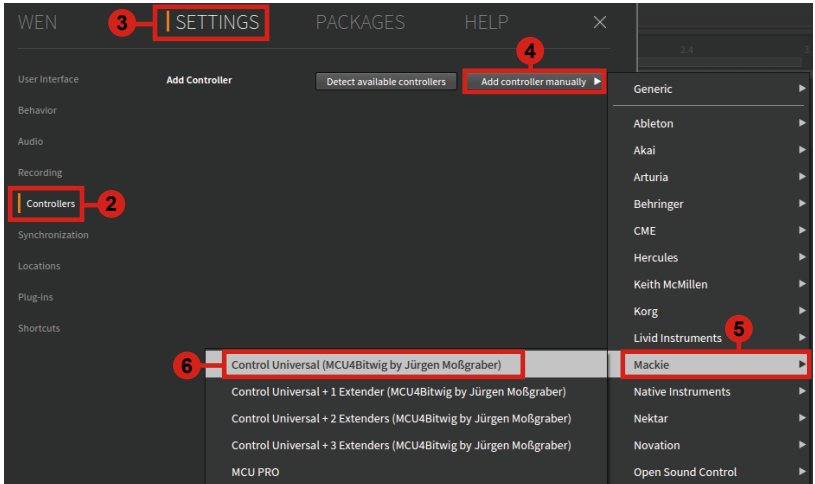 WEN
3
SETTINGS
PACKAGES
HELP
4
2.4
3.
User Interface
Add Controller
Detect available controllers
Add controller manually
Generic
Behavior
Ableton
Audio
Akai
Recording
Arturia
Controllers
2
Behringer
Synchronization
CME
Hercules
Locations
Keith McMillen
Plug-ins
Korg
Shortcuts
5
Livid Instruments
6
Control Universal (MCU4Bitwig by Jürgen Moßgraber)
Mackie
Control Universal + 1 Extender (MCU4Bitwig by Jürgen Moßgraber)
Native Instruments
Control Universal + 2 Extenders (MCU4Bitwig by Jürgen Moßgraber)
Nektar
Control Universal + 3 Extenders (MCU4Bitwig by Jürgen Moßgraber)
Novation
MCU PRO
Open Sound Control